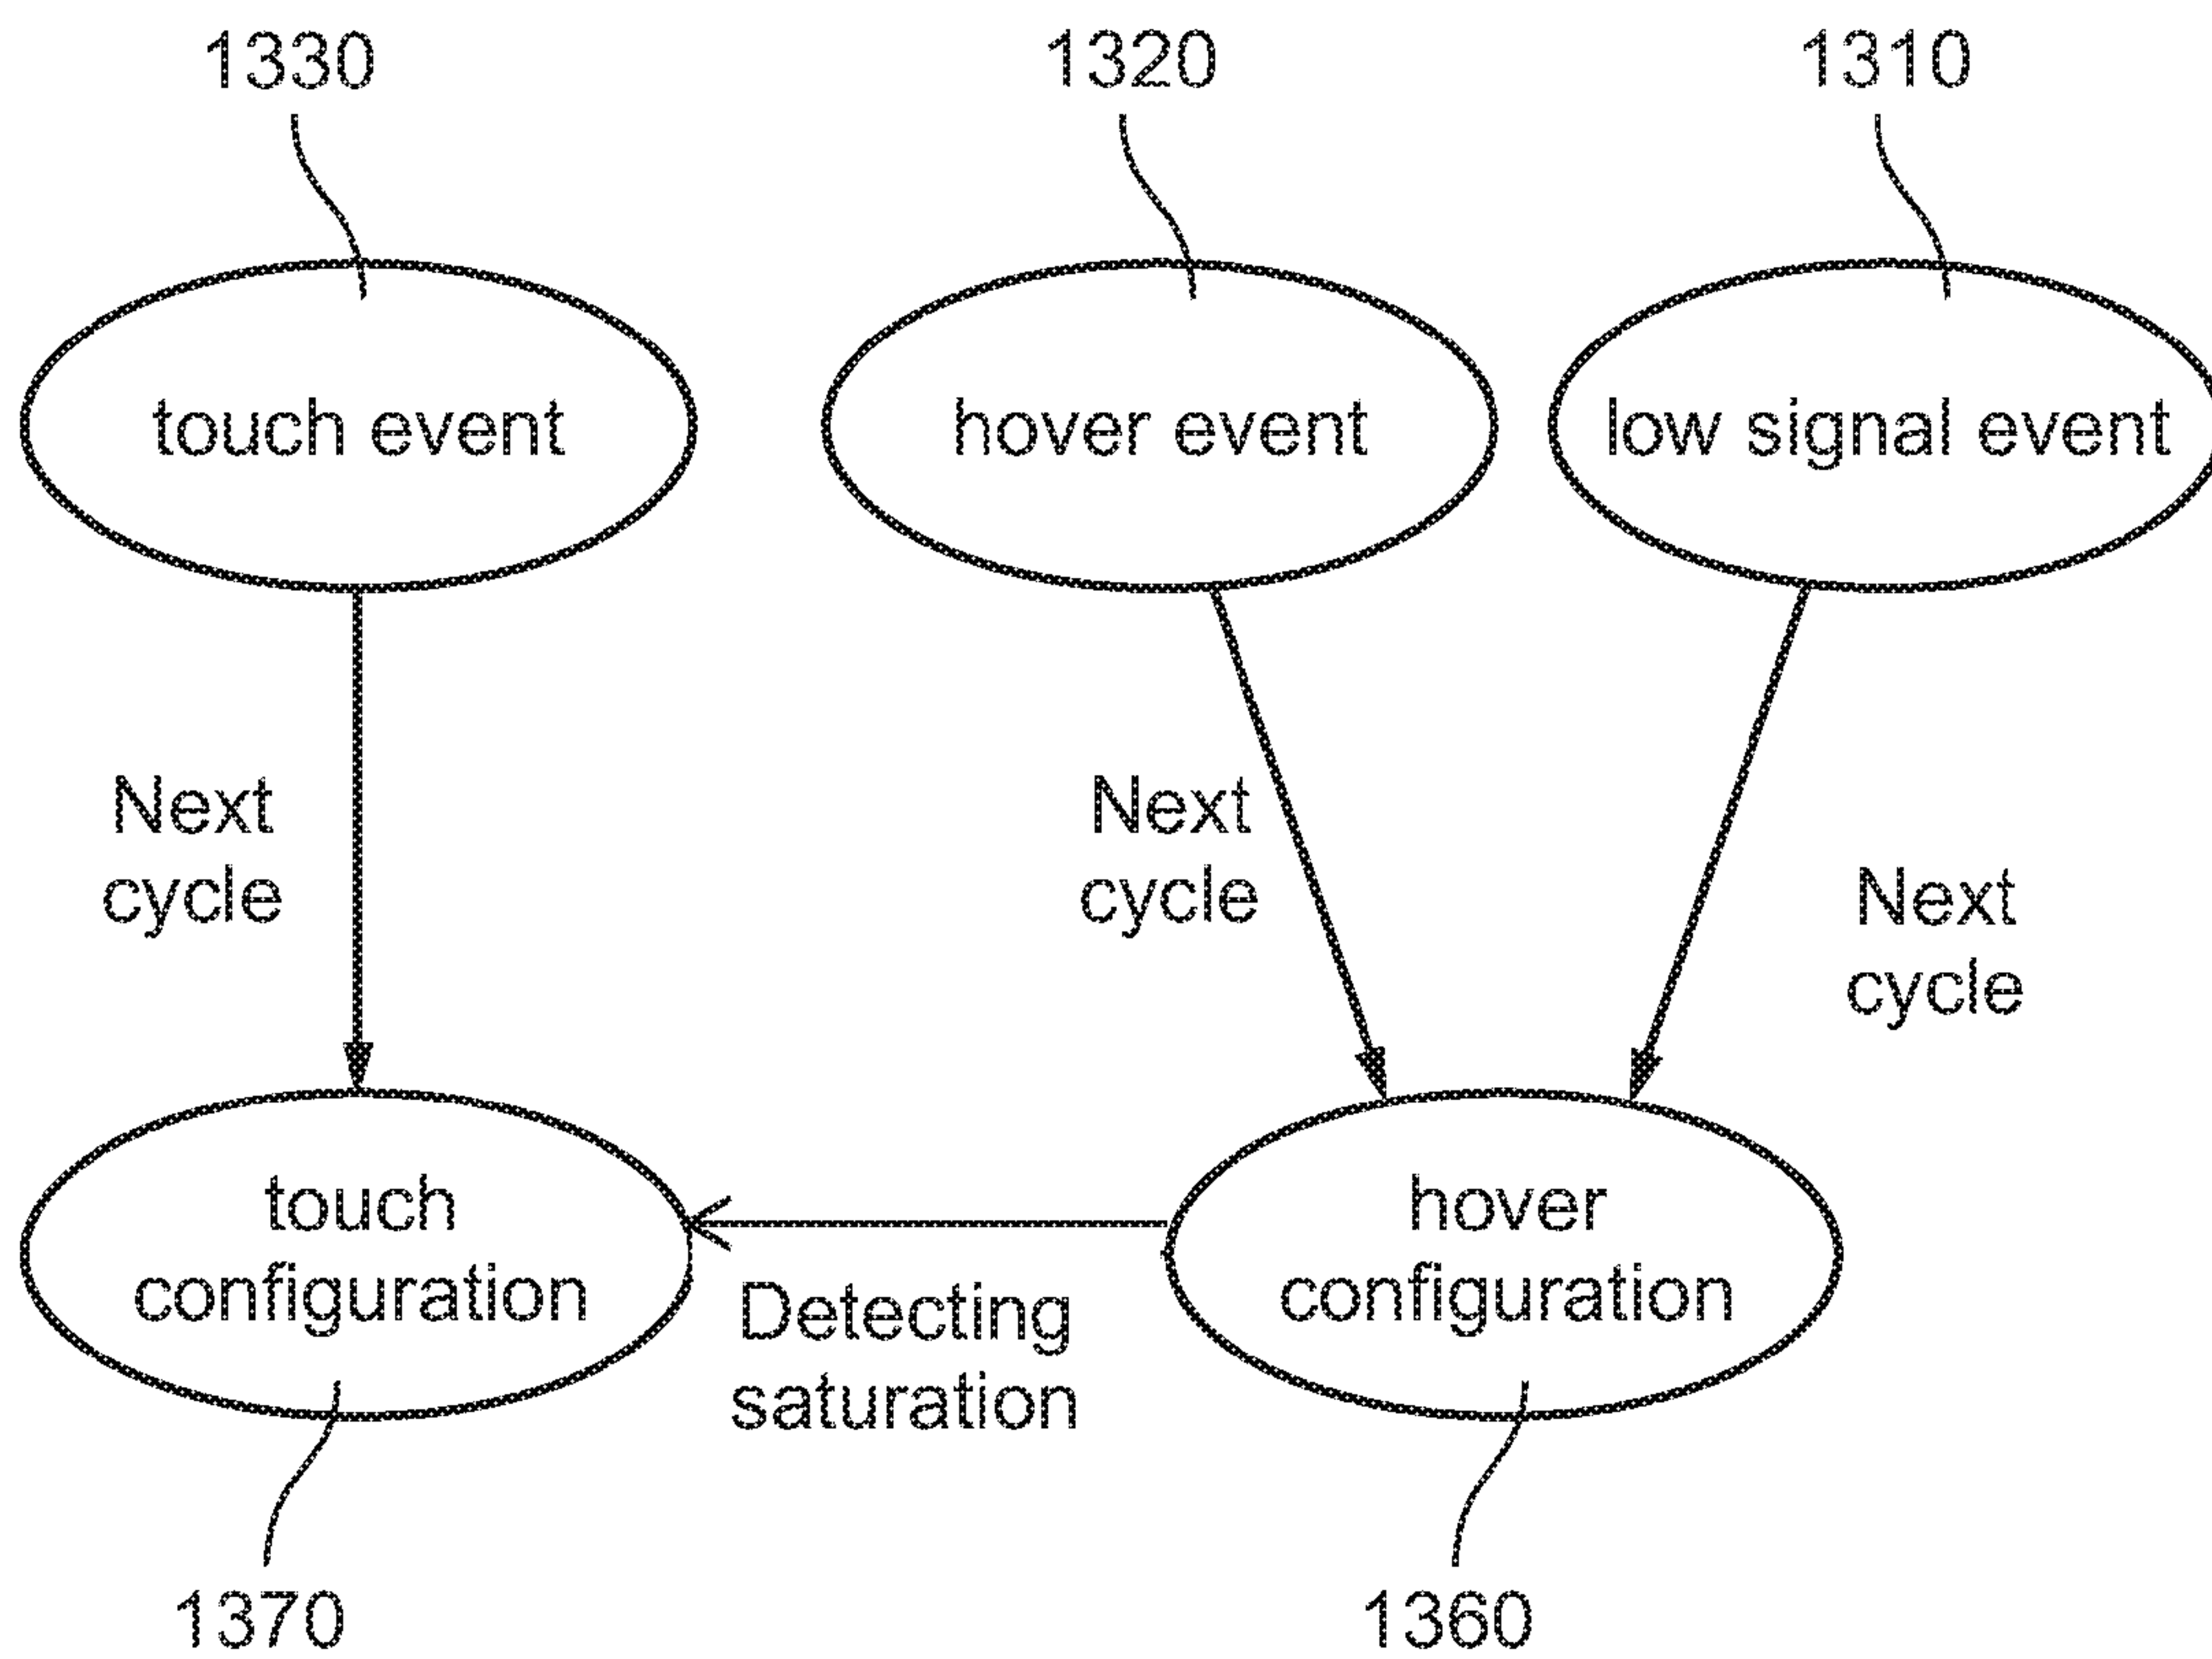 1330
1320
1310
touch event
hover event
low signal event
Next
cycle
Next
cycle
Next
cycle
touch
configuration
hover
configuration
Detecting
saturation
1370
1360